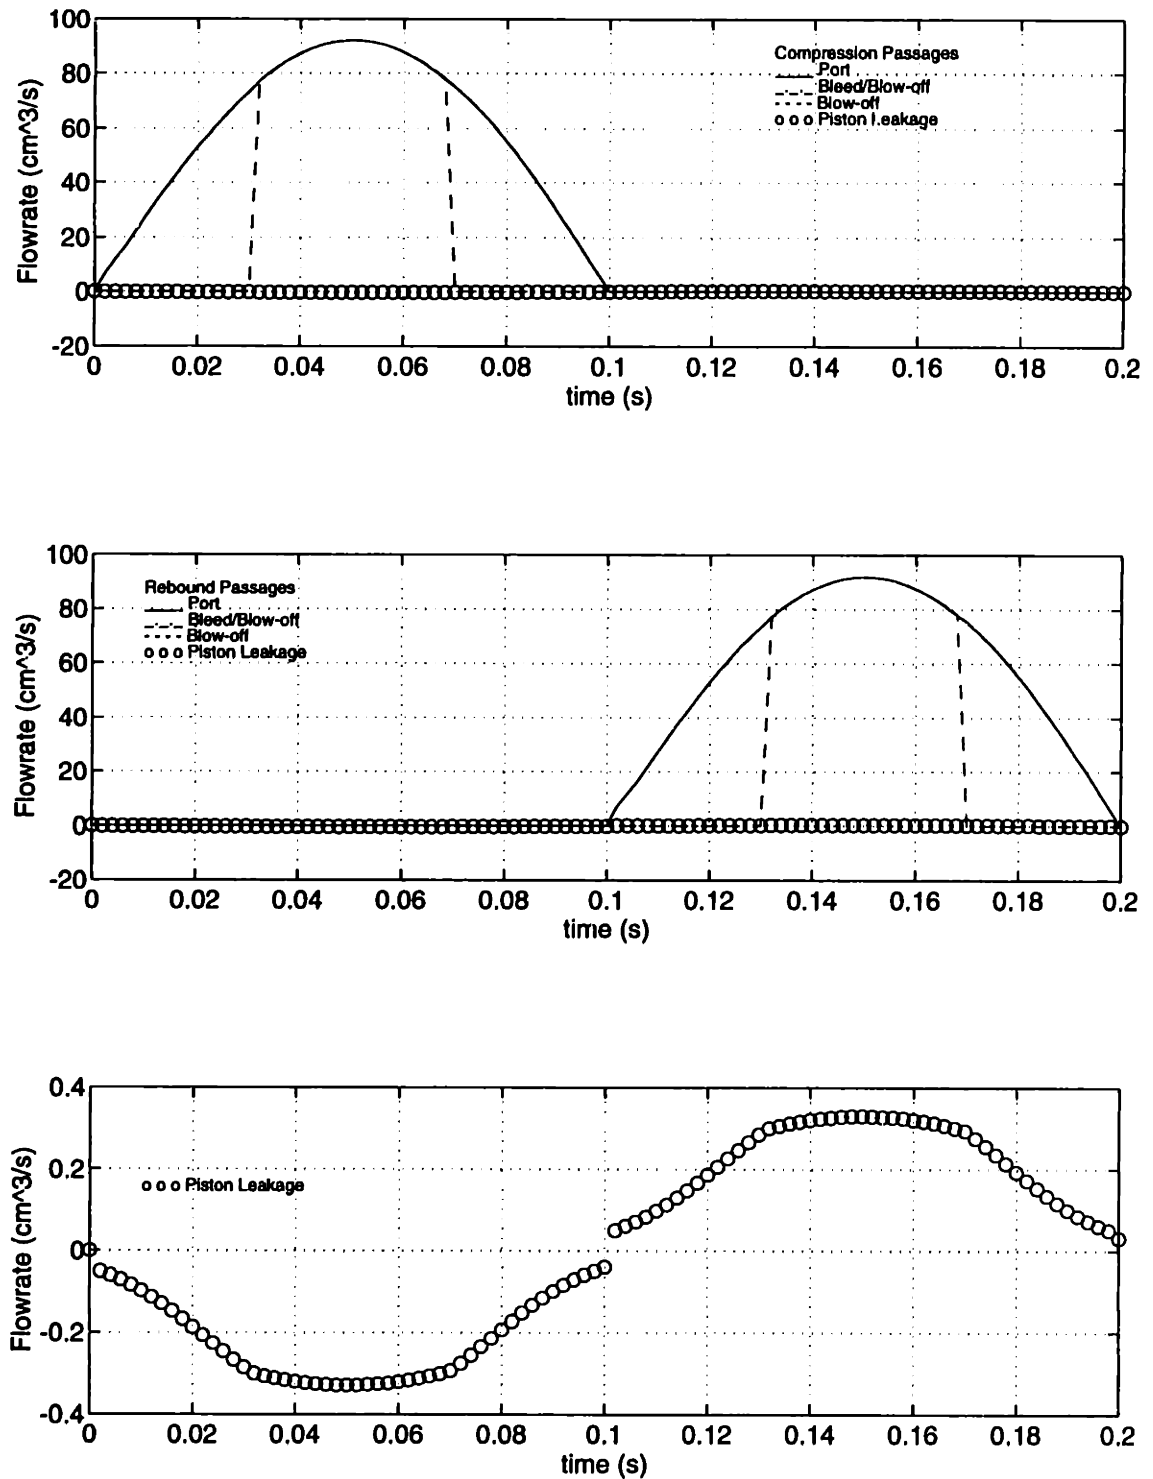 100
80
60
40
20
0
-20
Flowrate (cm^3/s)
Compression Passages
Port
Bleed/Blow-off
Blow-off
Piston Leakage
0 0.02 0.04 0.06 0.08 0.1 0.12 0.14 0.16 0.18 0.2
time (s)
100
80
60
40
20
0
-20
Flowrate (cm^3/s)
Rebound Passages
Port
Bleed/Blow-off
Blow-off
Piston Leakage
0 0.02 0.04 0.06 0.08 0.1 0.12 0.14 0.16 0.18 0.2
time (s)
0.4
0.2
0
-0.2
-0.4
Flowrate (cm^3/s)
Piston Leakage
0 0.02 0.04 0.06 0.08 0.1 0.12 0.14 0.16 0.18 0.2
time (s)